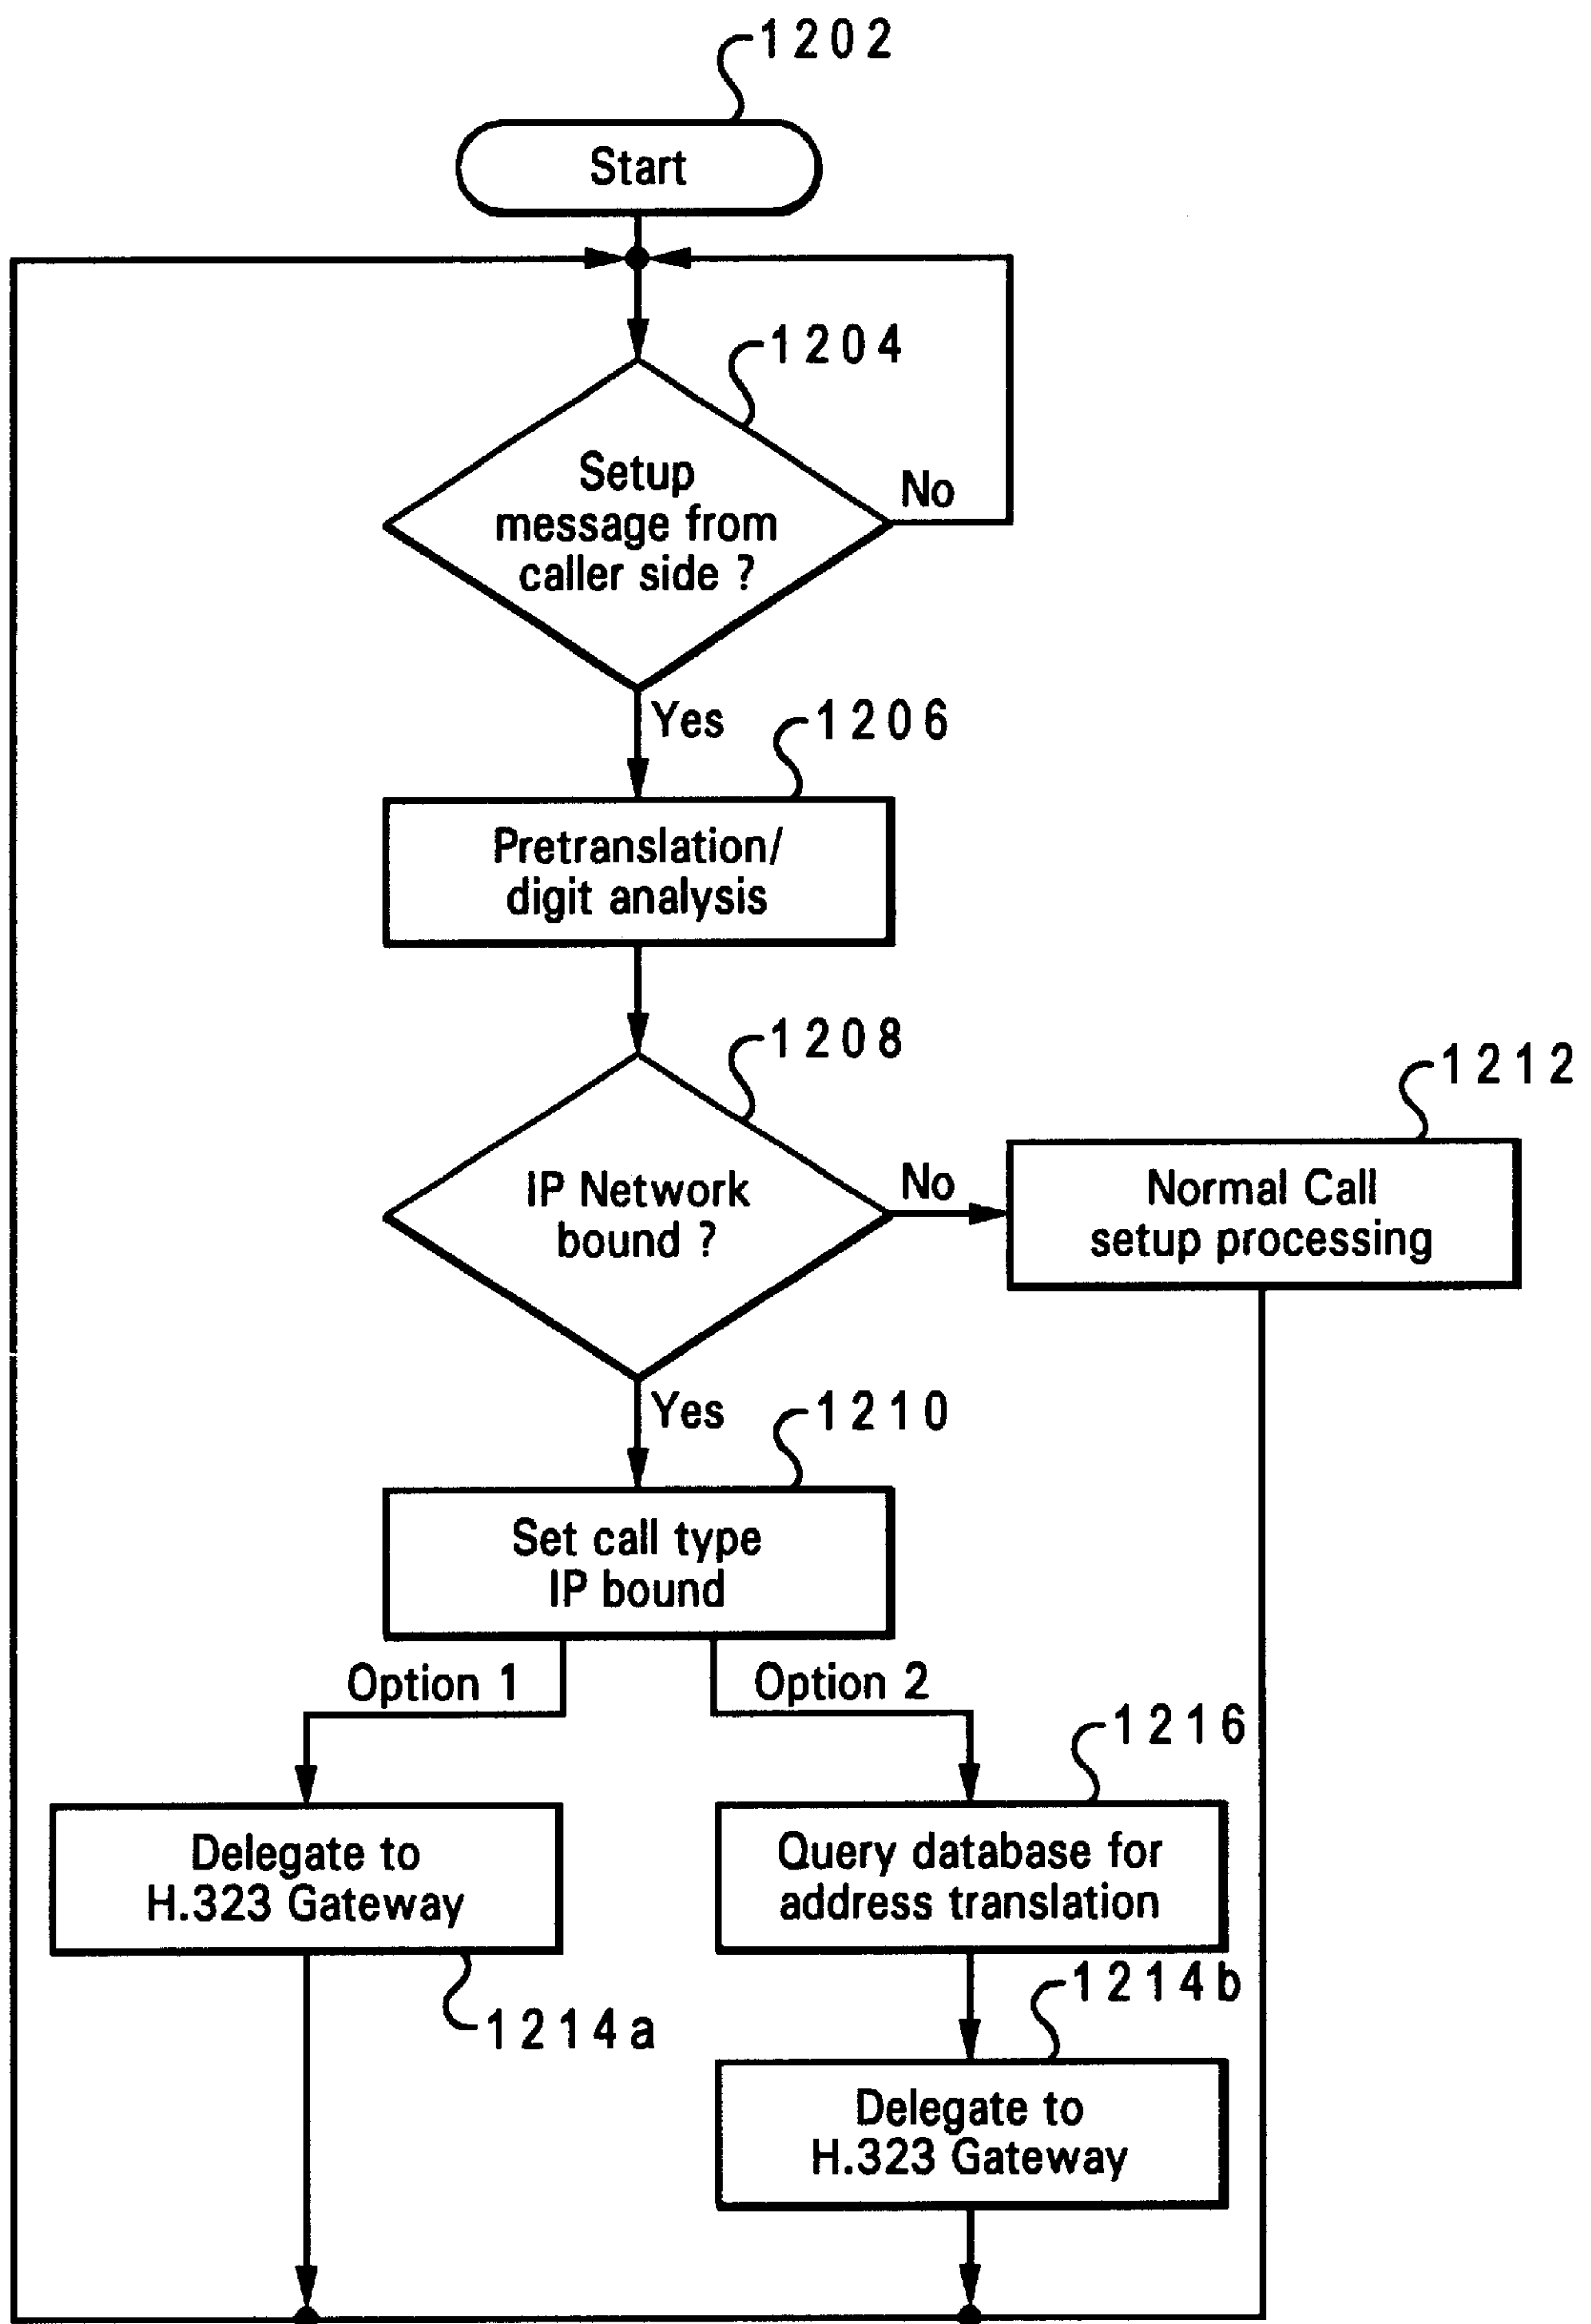 1202
Start
1204
Setup
message from
caller side ?
No
Yes
1206
Pretranslation/
digit analysis
1208
1212
IP Network
bound ?
No
Normal Call
setup processing
Yes
1210
Set call type
IP bound
Option 1
Option 2
1216
Delegate to
H.323 Gateway
Query database for
address translation
1214a
1214b
Delegate to
H.323 Gateway